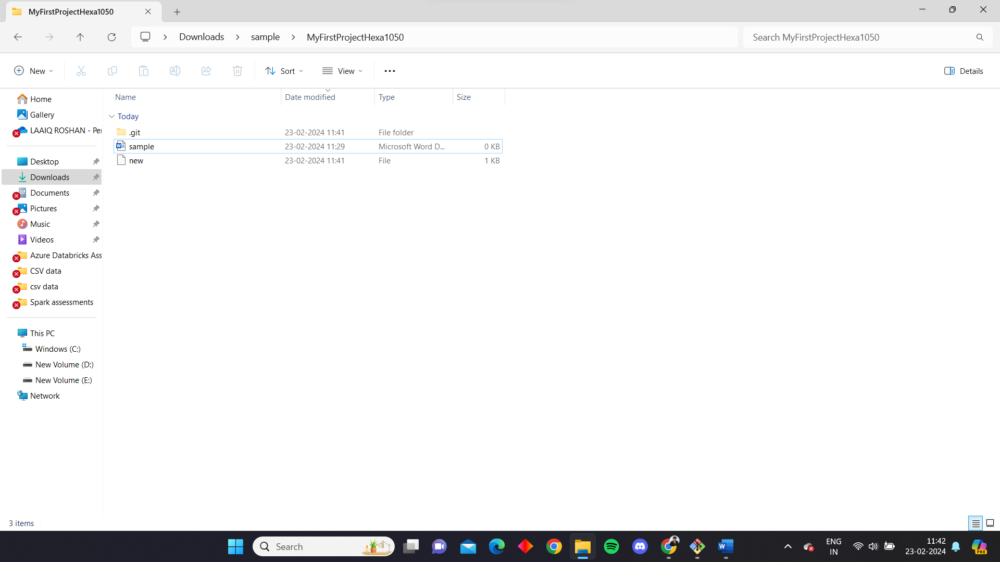 MyFirstProjectHexa1050
Downloads
sample
MyFirstProjectHexa1050
Search MyFirstProjectHexa1050
New
Sort
View
Details
Home
Gallery
LAAIQ ROSHAN - Per
Desktop
Downloads
Documents
Pictures
Music
Videos
Azure Databricks Ass
CSV data
csv data
Spark assessments
This PC
Windows (C:)
New Volume (D:)
New Volume (E:)
Network
Name Date modified Type Size
Today
.git 23-02-2024 11:41 File folder
sample 23-02-2024 11:29 Microsoft Word D... 0 KB
new 23-02-2024 11:41 File 1 KB
3 items
Search
ENG
IN
11:42
23-02-2024
PRE